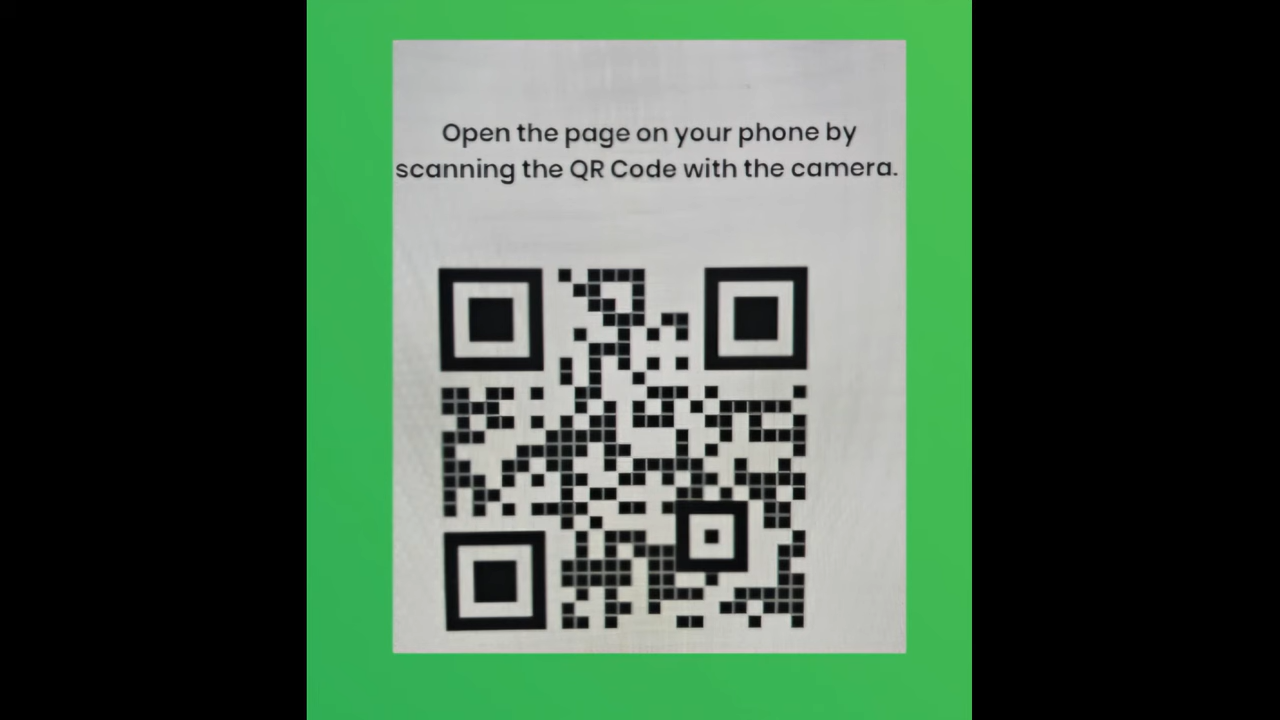 Open the page on your phone by
scanning the QR Code with the camera.